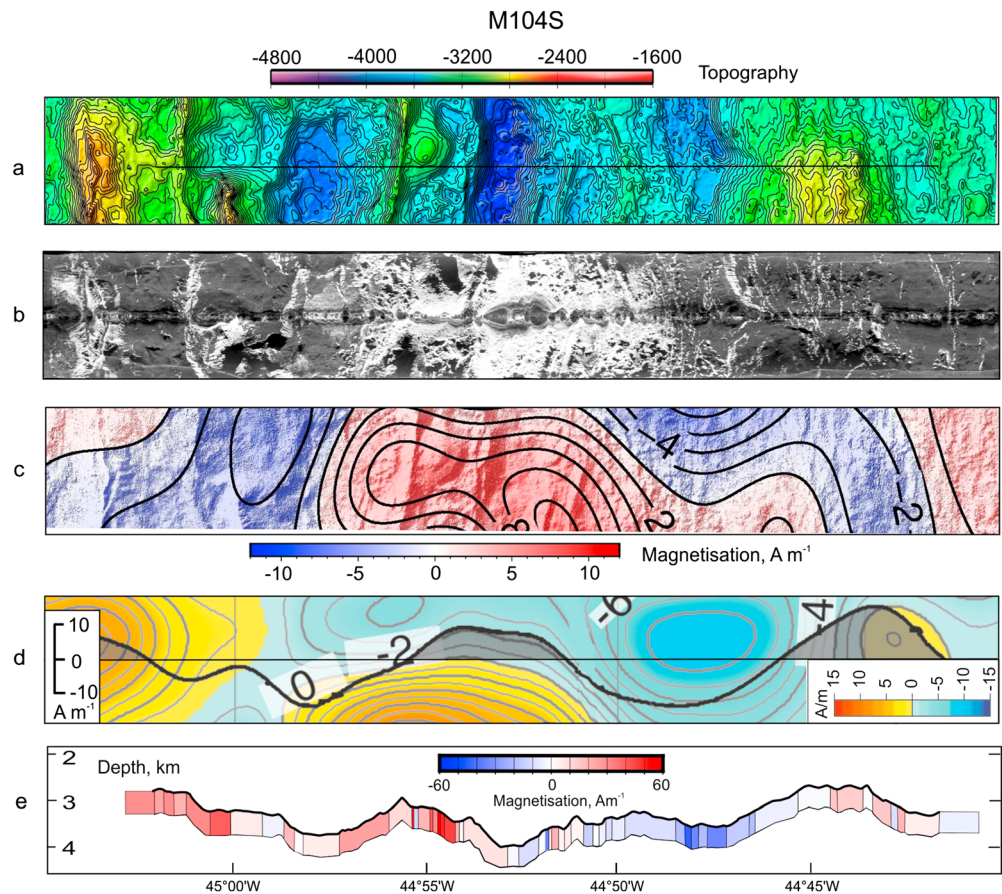 M104S
-4800 -4000 -3200 -2400 -1600
Topography
a
b
c
-4
-2
3
2
Magnetisation, A m-1
-10 -5 0 5 10
d
10
0
-10
A m-1
0
-2
-6
-4
A/m
15 10 5 0 -5 -10 -15
e
2
3
4
Depth, km
-60 0 60
Magnetisation, Am-1
45°00'W 44°55'W 44°50'W 44°45'W